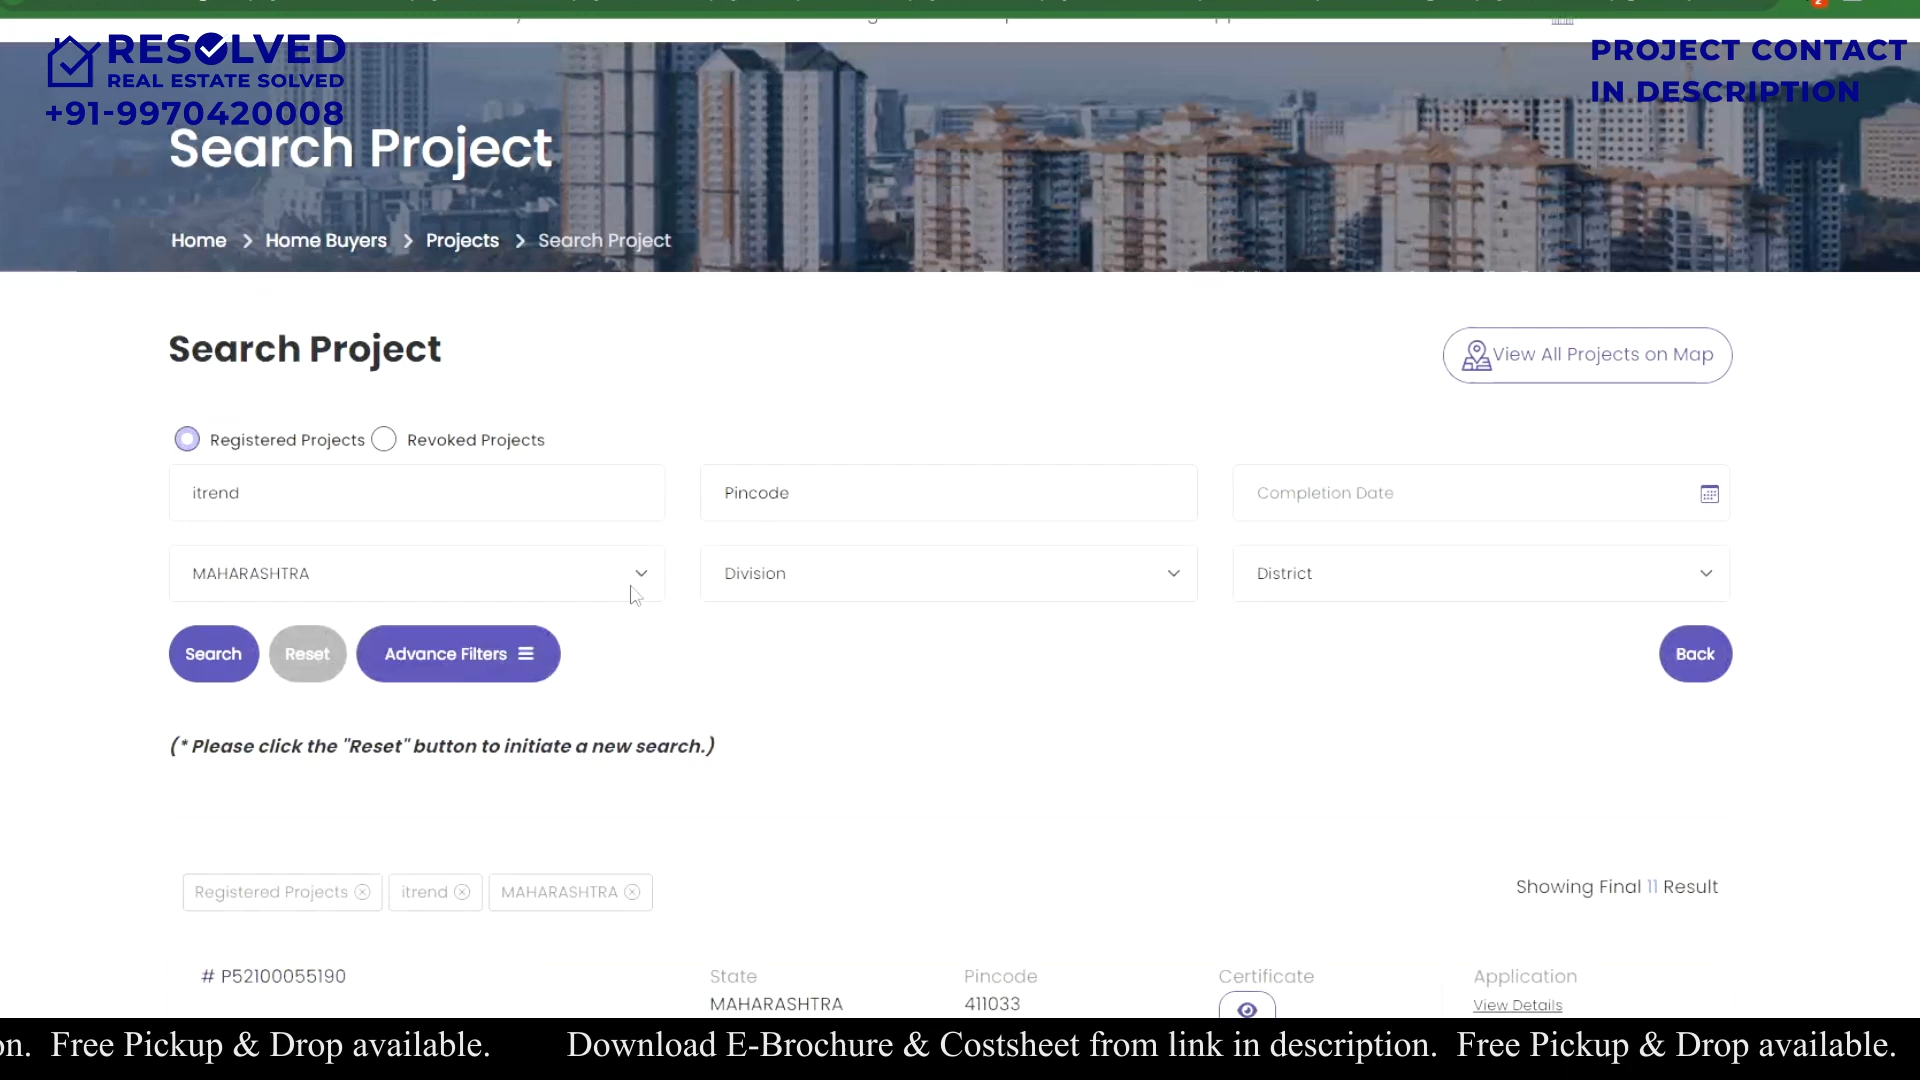 RESOLVED
REAL ESTATE SOLVED
+91-9970420008
PROJECT CONTACT
IN DESCRIPTION
Search Project
Home > Home Buyers > Projects > Search Project
Search Project
View All Projects on Map
Registered Projects Revoked Projects
itrend Pincode Completion Date
MAHARASHTRA Division District
Search Reset Advance Filters Back
(* Please click the "Reset" button to initiate a new search.)
Registered Projects itrend MAHARASHTRA
Showing Final 11 Result
# P52100055190 State Pincode Certificate Application
MAHARASHTRA 411033 View Details
on. Free Pickup & Drop available. Download E-Brochure & Costsheet from link in description. Free Pickup & Drop available.